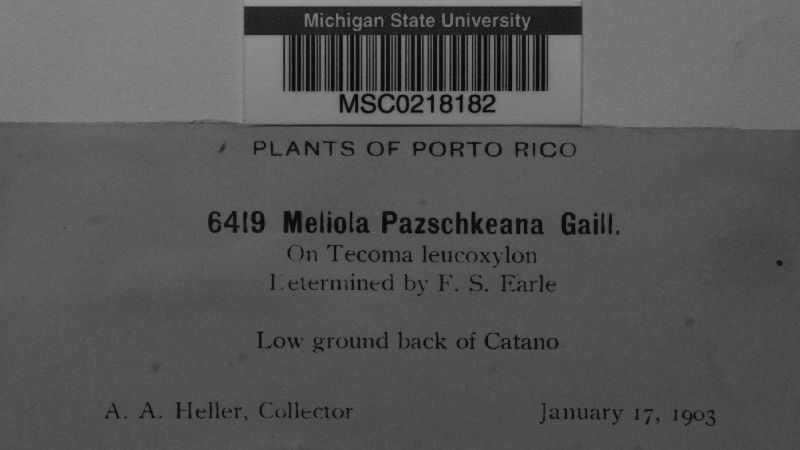 Michigan State University
MSC0218182
PLANTS OF PORTO RICO
6419 Meliola Pazschkeana Gaill.
On Tecoma leucoxylon
Determined by F. S. Earle
Low ground back of Catano
A. A. Heller, Collector January 17, 1903